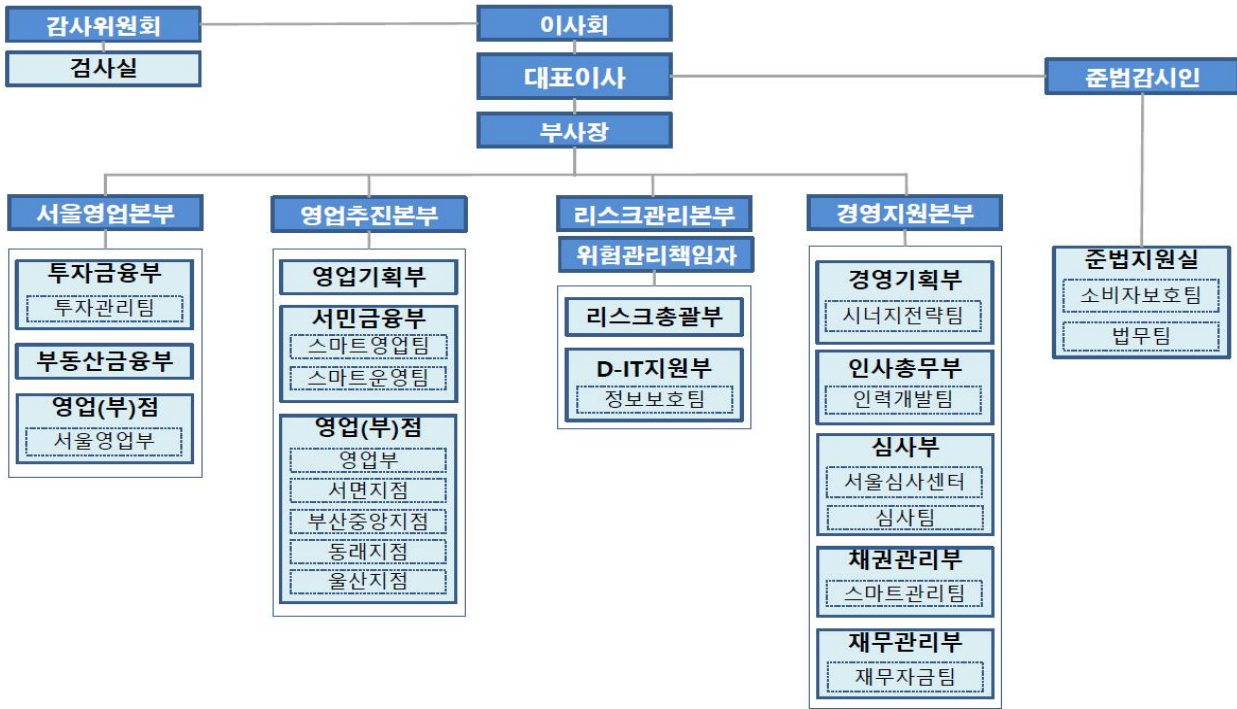 감사위원회
검사실
이사회
대표이사
부사장
준법감시인
서울영업본부
투자금융부
투자관리팀
부동산금융부
영업(부)점
서울영업부
영업추진본부
영업기획부
서민금융부
스마트영업팀
스마트운영팀
영업(부)점
영업부
서면지점
부산중앙지점
동래지점
울산지점
리스크관리본부
위험관리책임자
리스크총괄부
D-IT지원부
정보보호팀
경영지원본부
경영기획부
시너지전략팀
인사총무부
인력개발팀
심사부
서울심사센터
심사팀
채권관리부
스마트관리팀
재무관리부
재무자금팀
준법지원실
소비자보호팀
법무팀